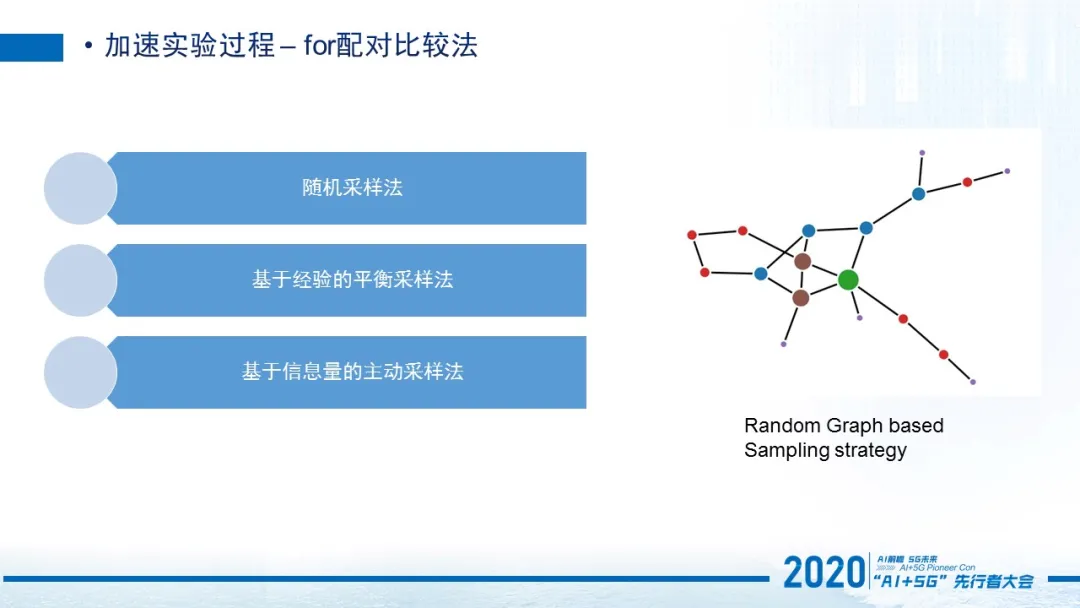 • 加速实验过程 – for配对比较法
随机采样法
基于经验的平衡采样法
基于信息量的主动采样法
Random Graph based
Sampling strategy
2020
AI解锢 5G未来
AI+5G Pioneer Con
“AI+5G”先行者大会